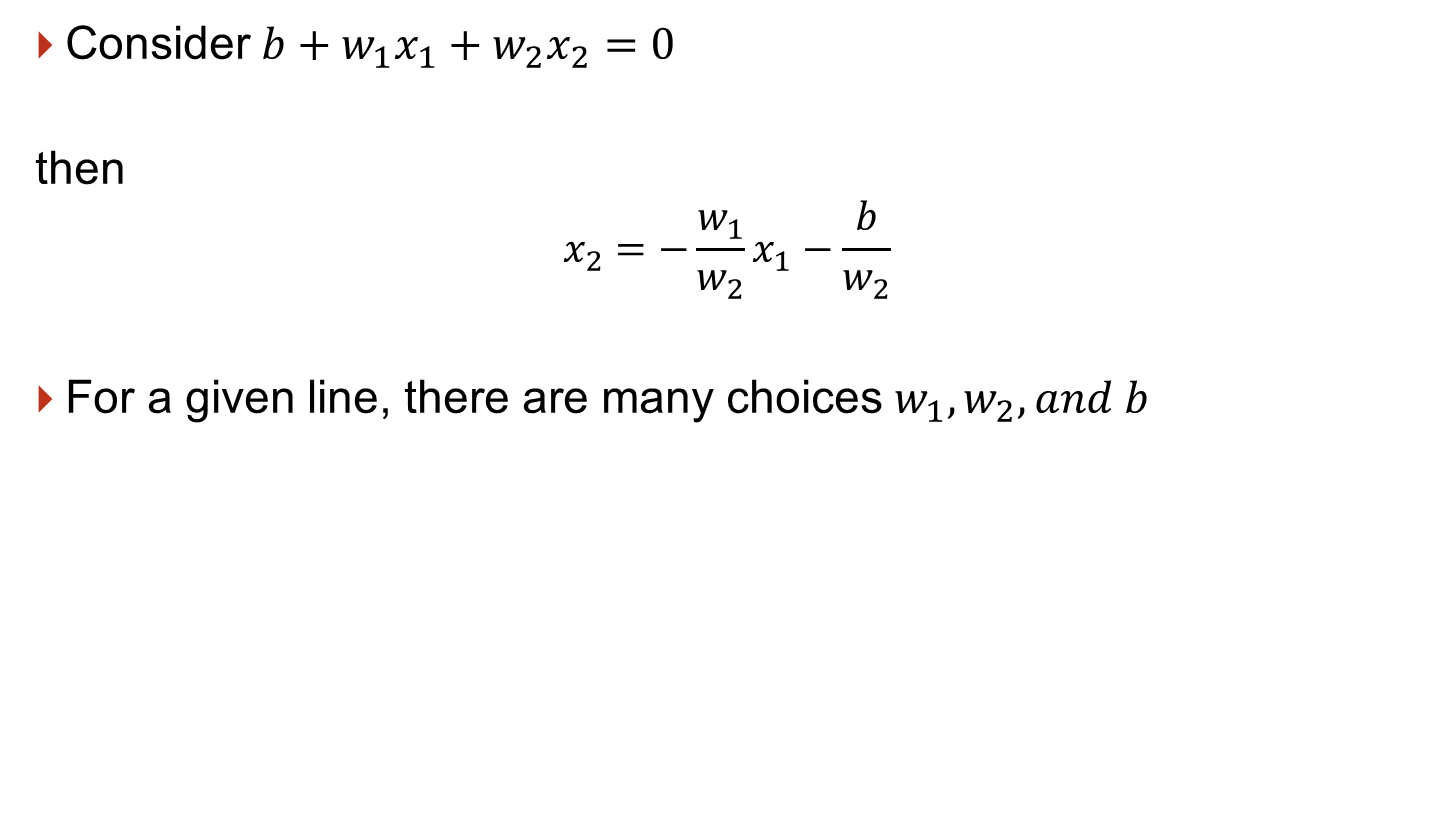 Consider 𝑏 + 𝑤₁𝑥₁ + 𝑤₂𝑥₂ = 0
then
𝑥₂ = −(𝑤₁/𝑤₂)𝑥₁ − 𝑏/𝑤₂
For a given line, there are many choices 𝑤₁, 𝑤₂, 𝑎𝑛𝑑 𝑏